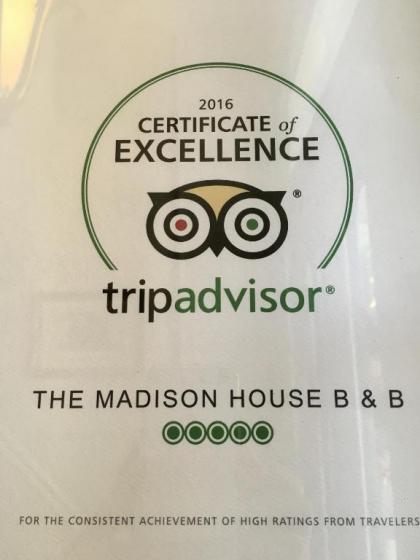 2016
CERTIFICATE of
EXCELLENCE
®
tripadvisor®
THE MADISON HOUSE B & B
FOR THE CONSISTENT ACHIEVEMENT OF HIGH RATINGS FROM TRAVELERS